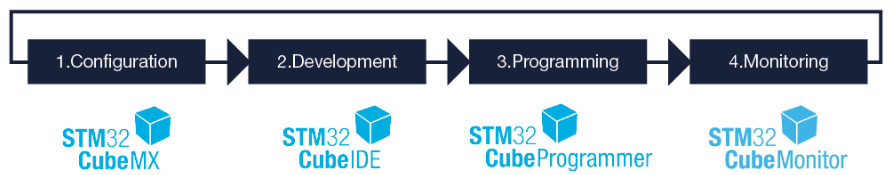 1.Configuration
2.Development
3.Programming
4.Monitoring
STM32
CubeMX
STM32
CubeIDE
STM32
CubeProgrammer
STM32
CubeMonitor